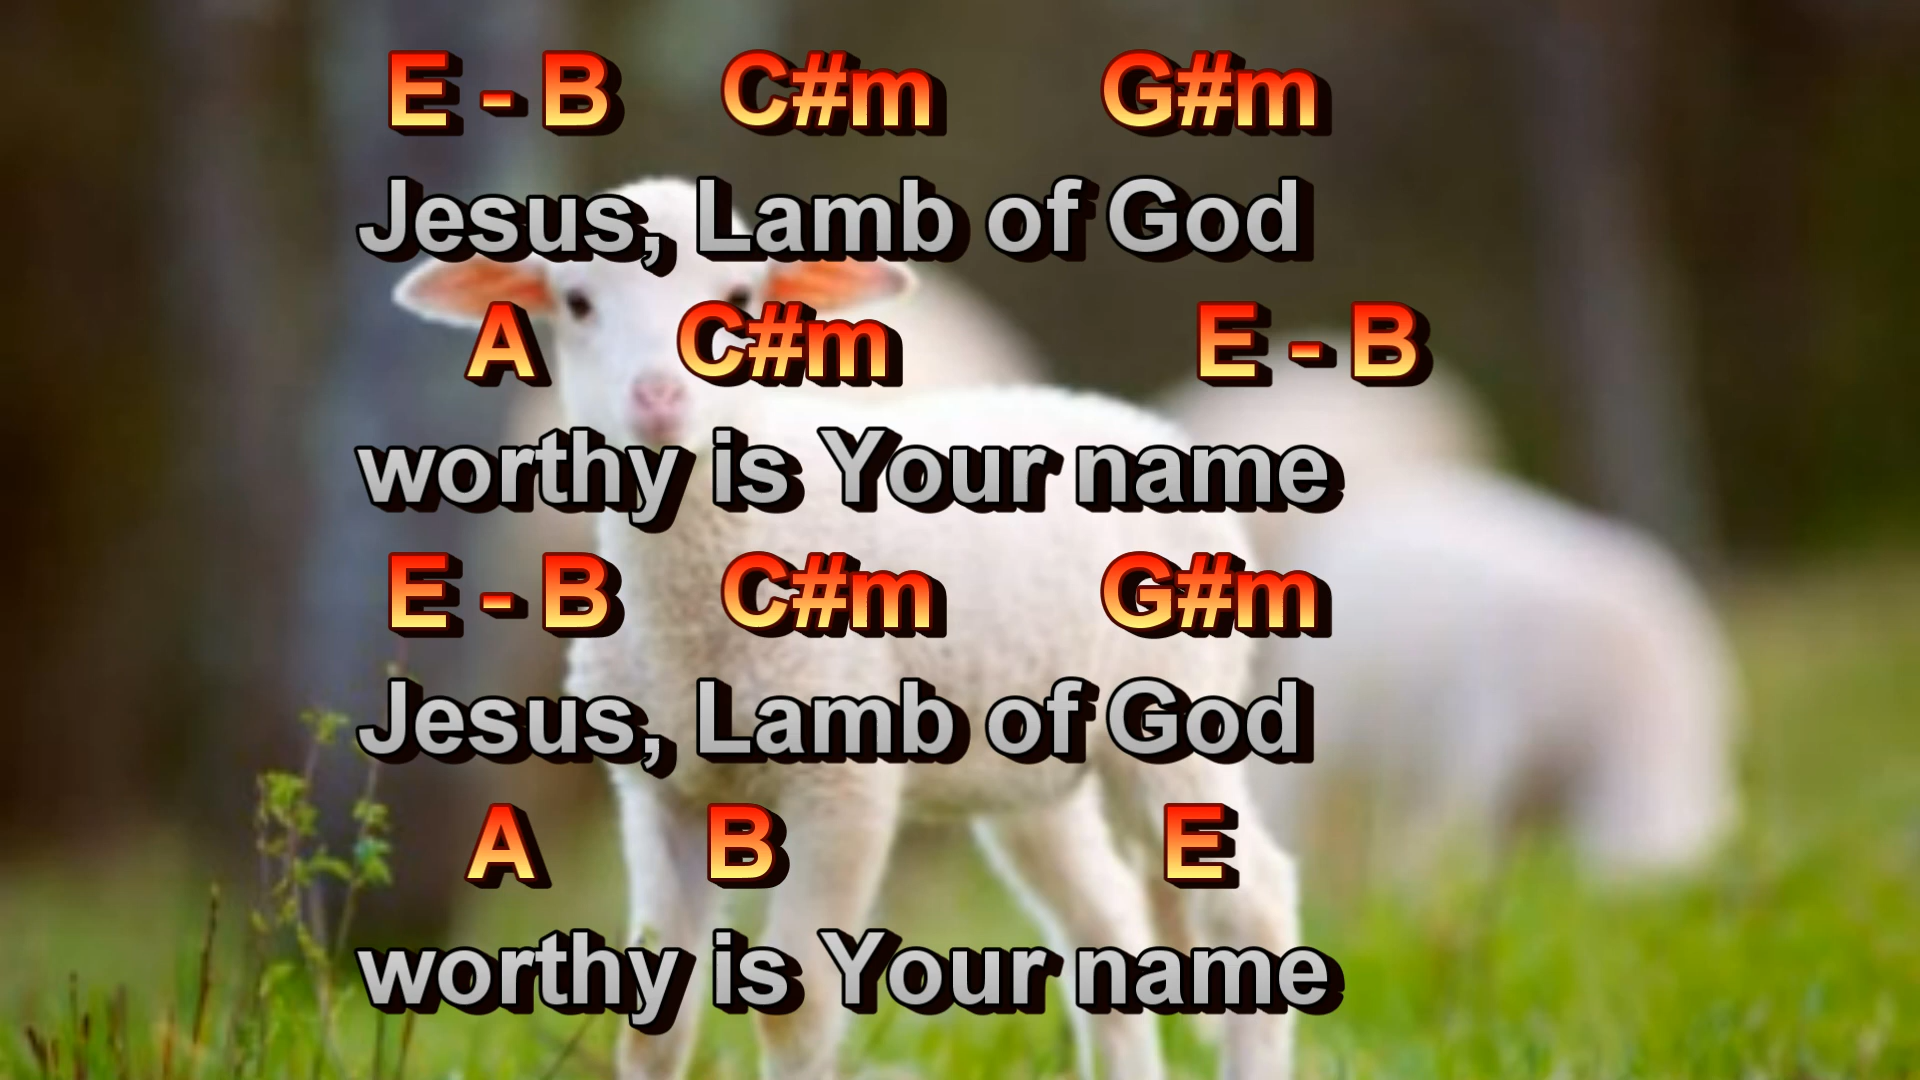 E - B C#m G#m
Jesus, Lamb of God
A C#m E - B
worthy is Your name
E - B C#m G#m
Jesus, Lamb of God
A B E
worthy is Your name